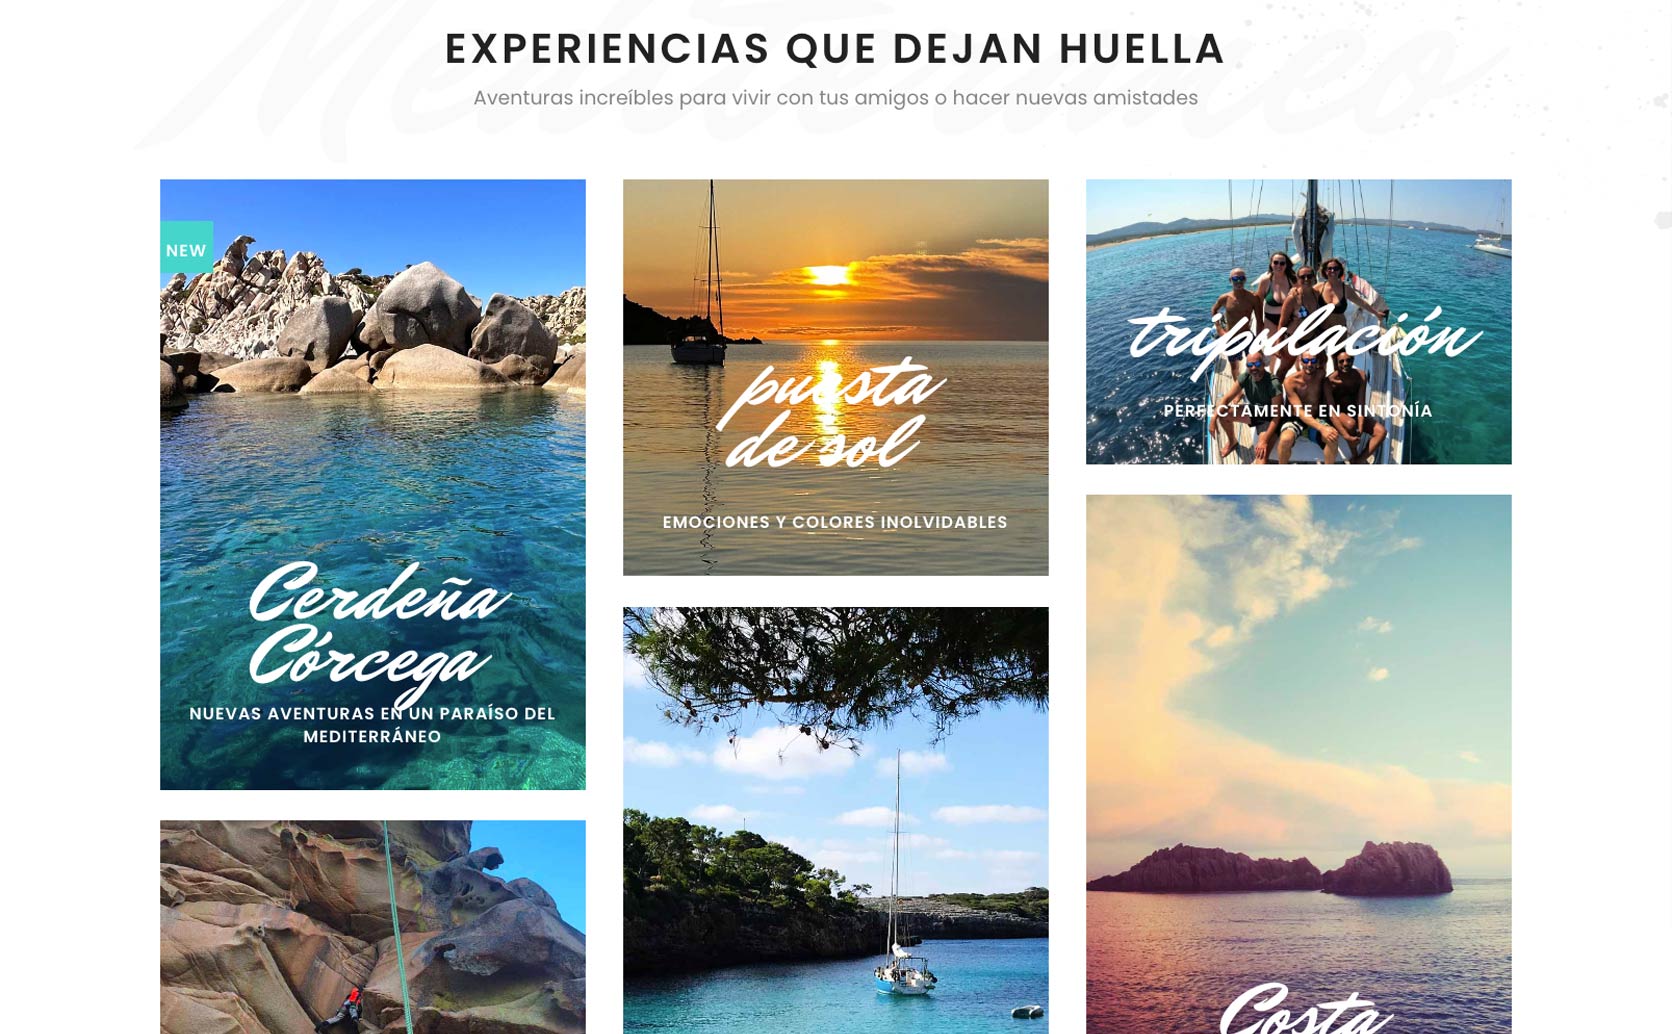 Mediterráneo
EXPERIENCIAS QUE DEJAN HUELLA
Aventuras increíbles para vivir con tus amigos o hacer nuevas amistades
NEW
Cerdeña
Córcega
NUEVAS AVENTURAS EN UN PARAÍSO DEL
MEDITERRÁNEO
puesta
de sol
EMOCIONES Y COLORES INOLVIDABLES
tripulación
PERFECTAMENTE EN SINTONÍA
Costa